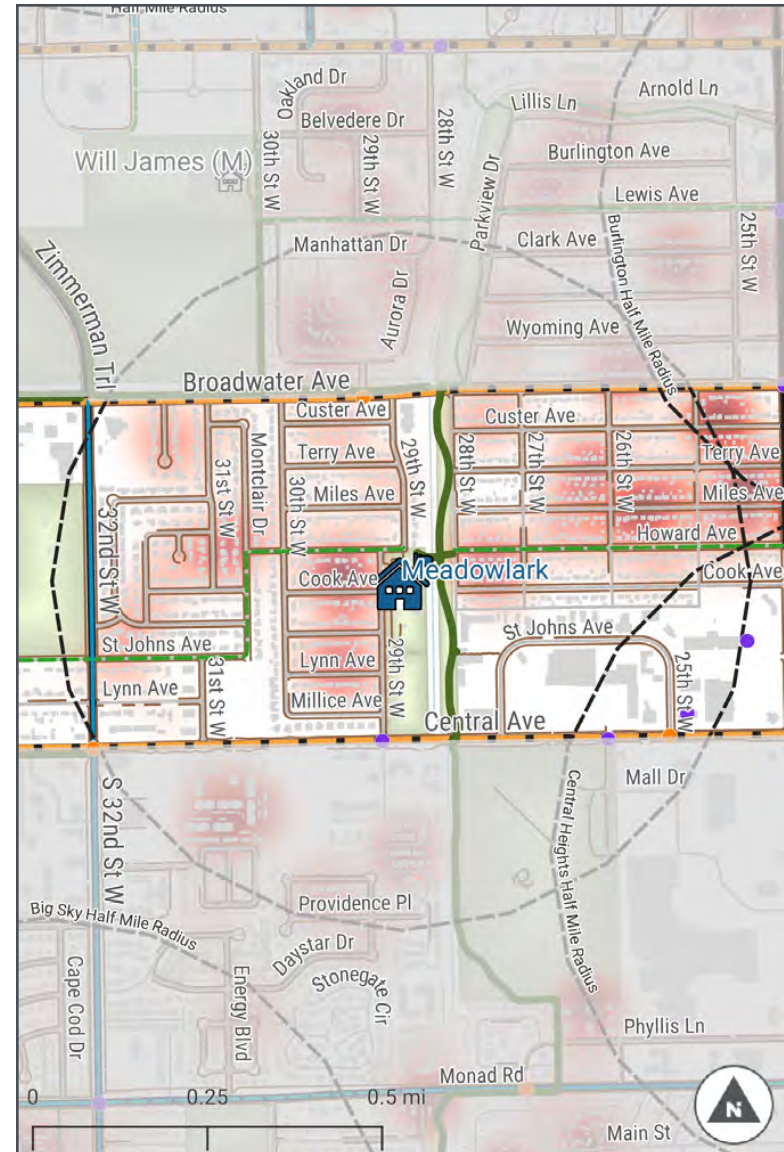 Half Mile Radius
Oakland Dr
Arnold Ln
Lillis Ln
Belvedere Dr
28th St W
30th St W
29th St W
Burlington Ave
Will James (M)
Parkview Dr
Lewis Ave
Manhattan Dr
Clark Ave
25th St W
Burlington Half Mile Radius
Zimmerman Trl
Aurora Dr
Wyoming Ave
Broadwater Ave
Custer Ave
Custer Ave
Montclair Dr
29th St W
Terry Ave
28th St W
27th St W
26th St W
Terry Ave
31st St W
30th St W
Miles Ave
Miles Ave
32nd St W
Howard Ave
Cook Ave
Meadowlark
Cook Ave
St Johns Ave
St Johns Ave
Lynn Ave
29th St W
Lynn Ave
31st St W
Millice Ave
25th St W
Central Ave
S 32nd St W
Mall Dr
Central Heights Half Mile Radius
Providence Pl
Big Sky Half Mile Radius
Daystar Dr
Cape Cod Dr
Energy Blvd
Stonegate Cir
Phyllis Ln
Monad Rd
0 0.25 0.5 mi
N
Main St